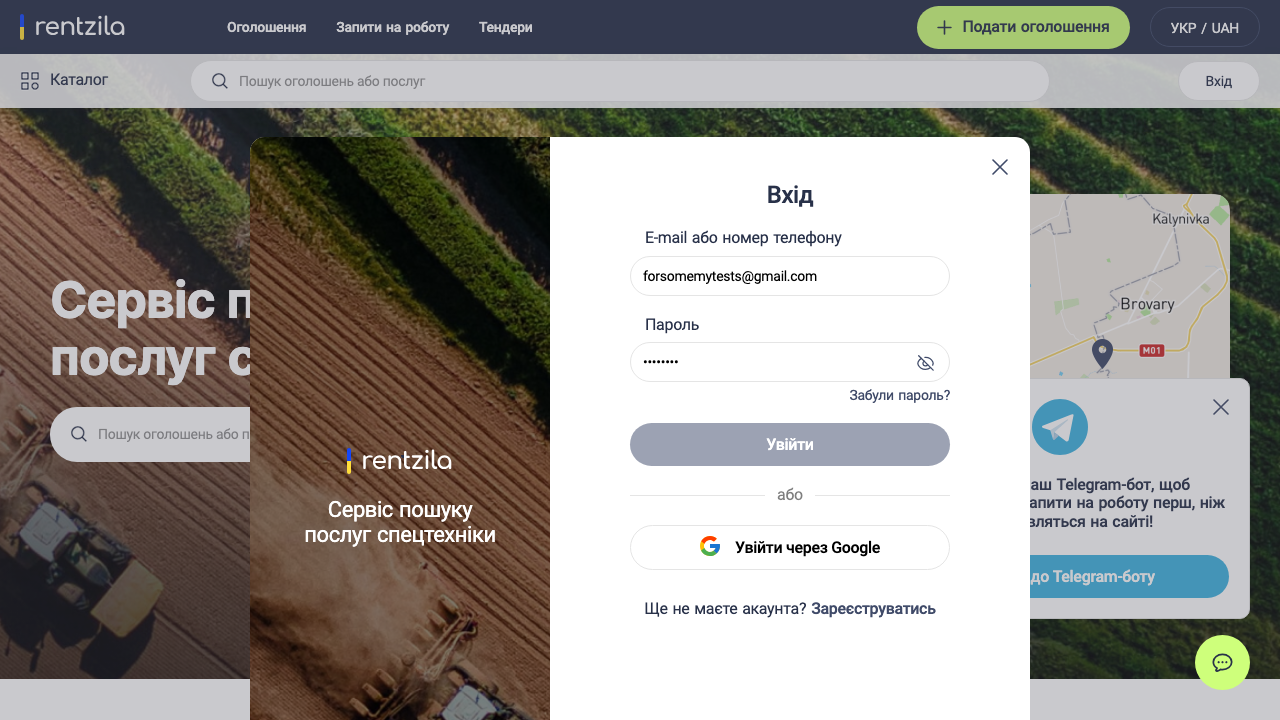 rentzila
Оголошення
Запити на роботу
Тендери
Подати оголошення
УКР / UAH
Каталог
Пошук оголошень або послуг
Вхід
Kalynivka
Brovary
M01
Сервіс п
послуг с
Пошук оголошень або п
rentzila
Сервіс пошуку
послуг спецтехніки
Вхід
E-mail або номер телефону
forsomemytests@gmail.com
Пароль
••••••••
Забули пароль?
Увійти
або
Увійти через Google
Ще не маєте акаунта? Зареєструватись
аш Telegram-бот, щоб
апити на роботу перш, ніж
вляться на сайті!
до Telegram-боту